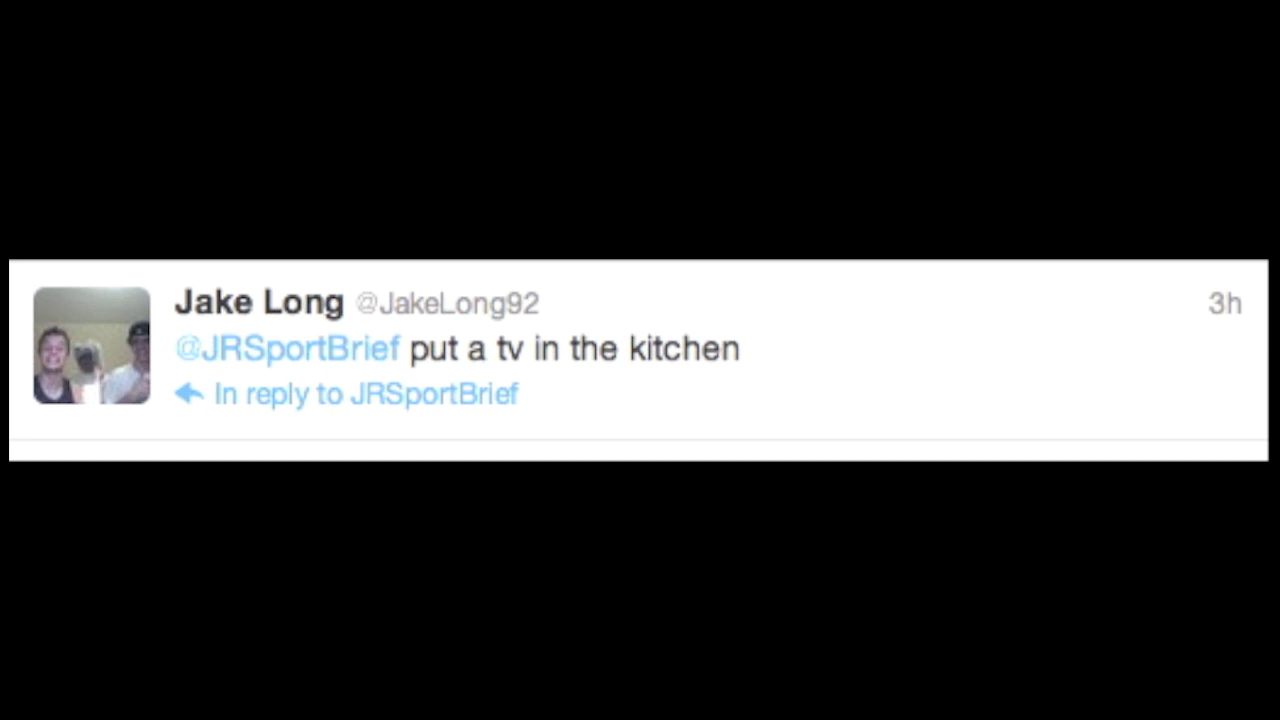 Jake Long @JakeLong92 3h
@JRSportBrief put a tv in the kitchen
In reply to JRSportBrief